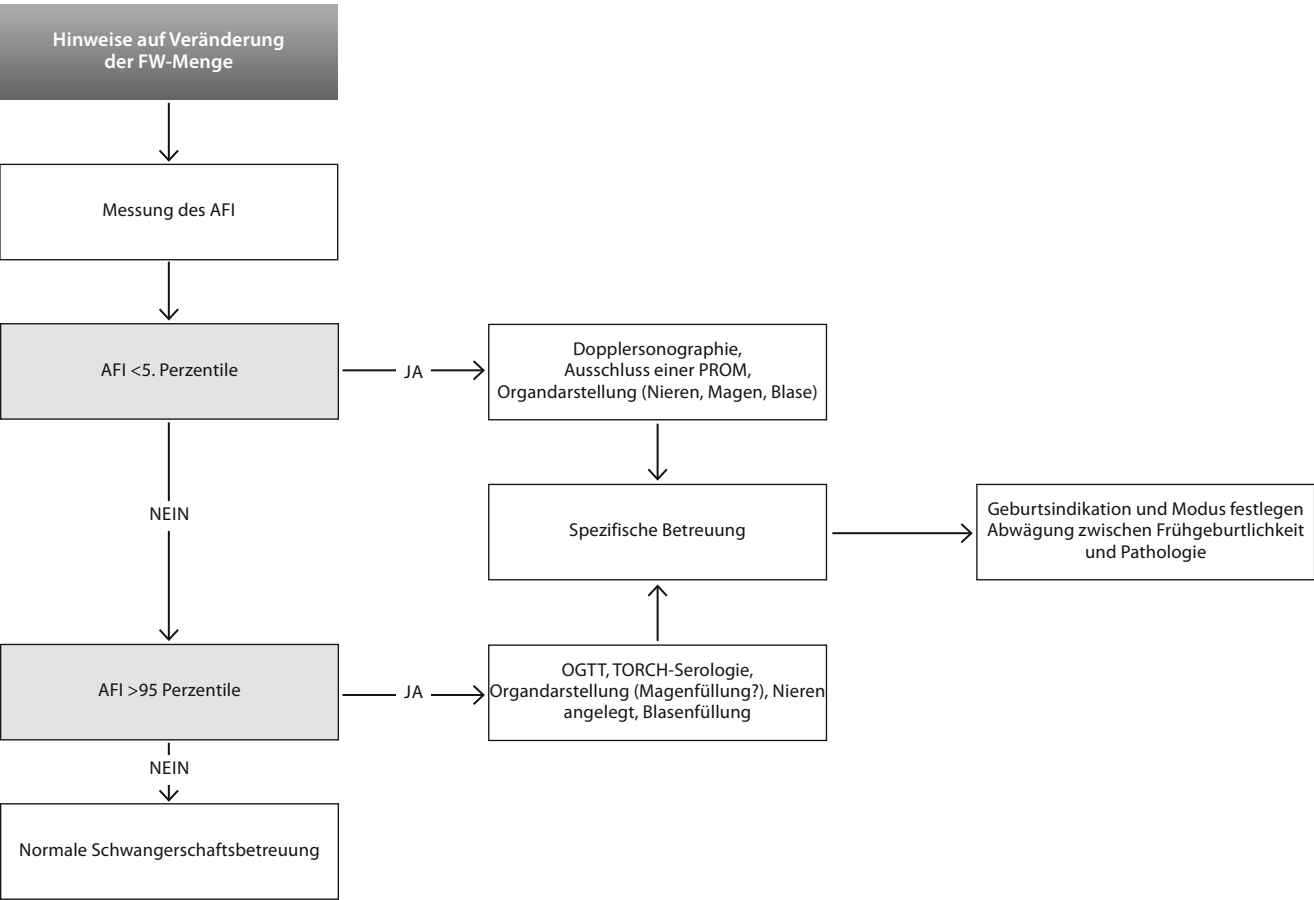 Hinweise auf Veränderung
der FW-Menge
Messung des AFI
AFI <5. Perzentile
JA
Dopplersonographie,
Ausschluss einer PROM,
Organdarstellung (Nieren, Magen, Blase)
NEIN
Spezifische Betreuung
Geburtsindikation und Modus festlegen
Abwägung zwischen Frühgeburtlichkeit
und Pathologie
AFI >95 Perzentile
JA
OGTT, TORCH-Serologie,
Organdarstellung (Magenfüllung?), Nieren
angelegt, Blasenfüllung
NEIN
Normale Schwangerschaftsbetreuung